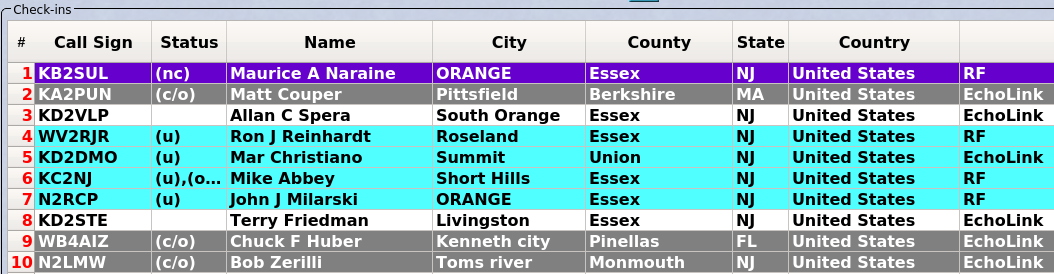 Check-ins
# Call Sign Status Name City County State Country
1 KB2SUL (nc) Maurice A Naraine ORANGE Essex NJ United States RF
2 KA2PUN (c/o) Matt Couper Pittsfield Berkshire MA United States EchoLink
3 KD2VLP Allan C Spera South Orange Essex NJ United States EchoLink
4 WV2RJR (u) Ron J Reinhardt Roseland Essex NJ United States RF
5 KD2DMO (u) Mar Christiano Summit Union NJ United States EchoLink
6 KC2NJ (u),(o... Mike Abbey Short Hills Essex NJ United States RF
7 N2RCP (u) John J Milarski ORANGE Essex NJ United States RF
8 KD2STE Terry Friedman Livingston Essex NJ United States EchoLink
9 WB4AIZ (c/o) Chuck F Huber Kenneth city Pinellas FL United States EchoLink
10 N2LMW (c/o) Bob Zerilli Toms river Monmouth NJ United States EchoLink